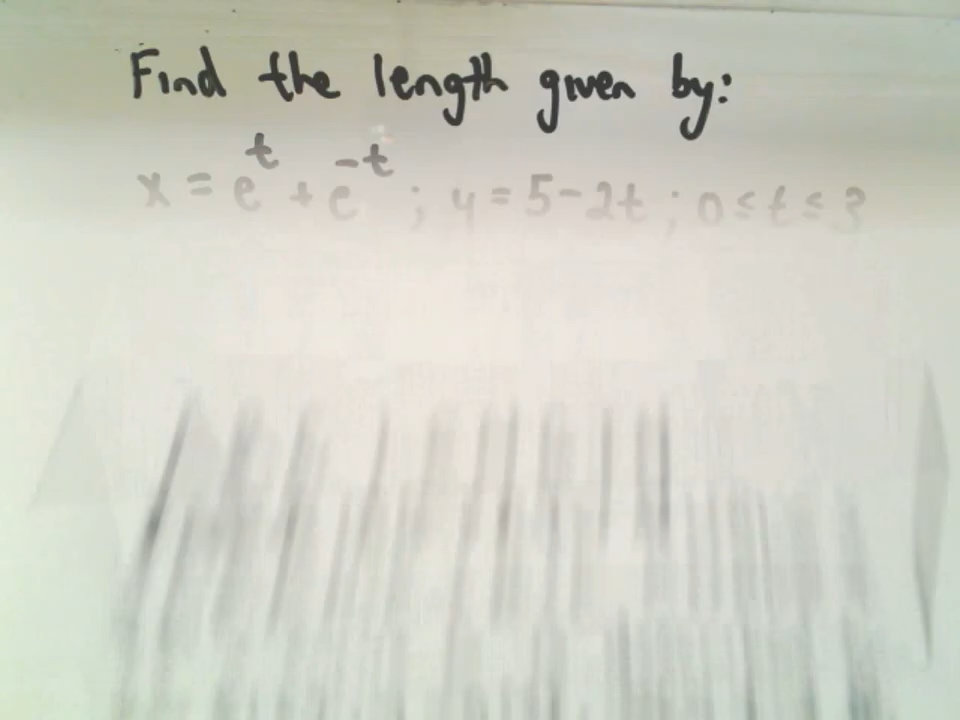 Find the length given by:
x = e^t + e^-t ; y = 5 - 2t ; 0 ≤ t ≤ 3